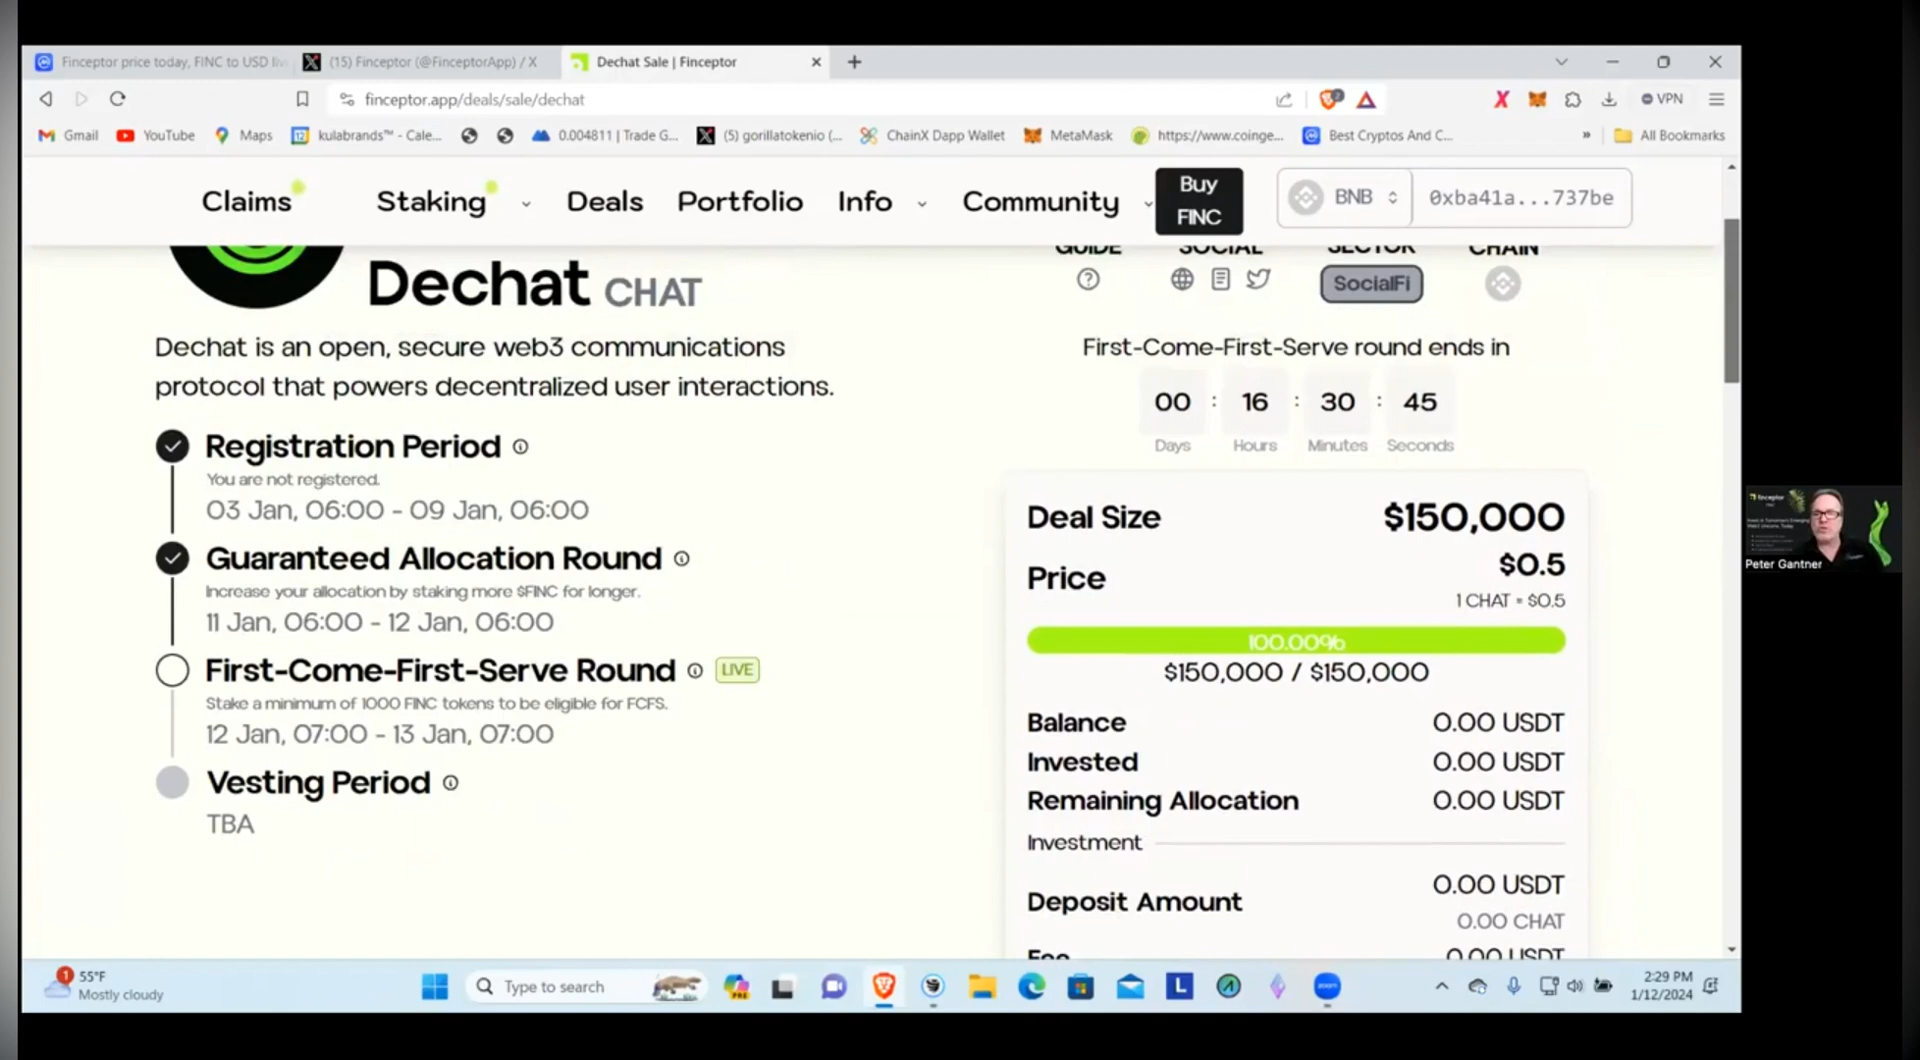 Finceptor price today, FINC to USD liv
(15) Finceptor (@FinceptorApp) / X
Dechat Sale | Finceptor
finceptor.app/deals/sale/dechat
VPN
Gmail
YouTube
Maps
kulabrands™ - Cale...
0.004811 | Trade G...
(5) gorillatokenio (...
ChainX Dapp Wallet
MetaMask
https://www.coinge...
Best Cryptos And C...
»
All Bookmarks
Claims
Staking
Deals
Portfolio
Info
Community
Buy
FINC
BNB
0xba41a...737be
Dechat CHAT
GUIDE
SOCIAL
SECTOR
CHAIN
SocialFi
Dechat is an open, secure web3 communications
protocol that powers decentralized user interactions.
First-Come-First-Serve round ends in
00 : 16 : 30 : 45
Days Hours Minutes Seconds
Registration Period
You are not registered.
03 Jan, 06:00 - 09 Jan, 06:00
Guaranteed Allocation Round
Increase your allocation by staking more $FINC for longer.
11 Jan, 06:00 - 12 Jan, 06:00
First-Come-First-Serve Round LIVE
Stake a minimum of 1000 FINC tokens to be eligible for FCFS.
12 Jan, 07:00 - 13 Jan, 07:00
Vesting Period
TBA
Deal Size $150,000
Price $0.5
1 CHAT = $0.5
100.00%
$150,000 / $150,000
Balance 0.00 USDT
Invested 0.00 USDT
Remaining Allocation 0.00 USDT
Investment
Deposit Amount 0.00 USDT
0.00 CHAT
Fee 0.00 USDT
finceptor
Peter Gantner
1
55°F
Mostly cloudy
Type to search
PRE
L
zoom
2:29 PM
1/12/2024